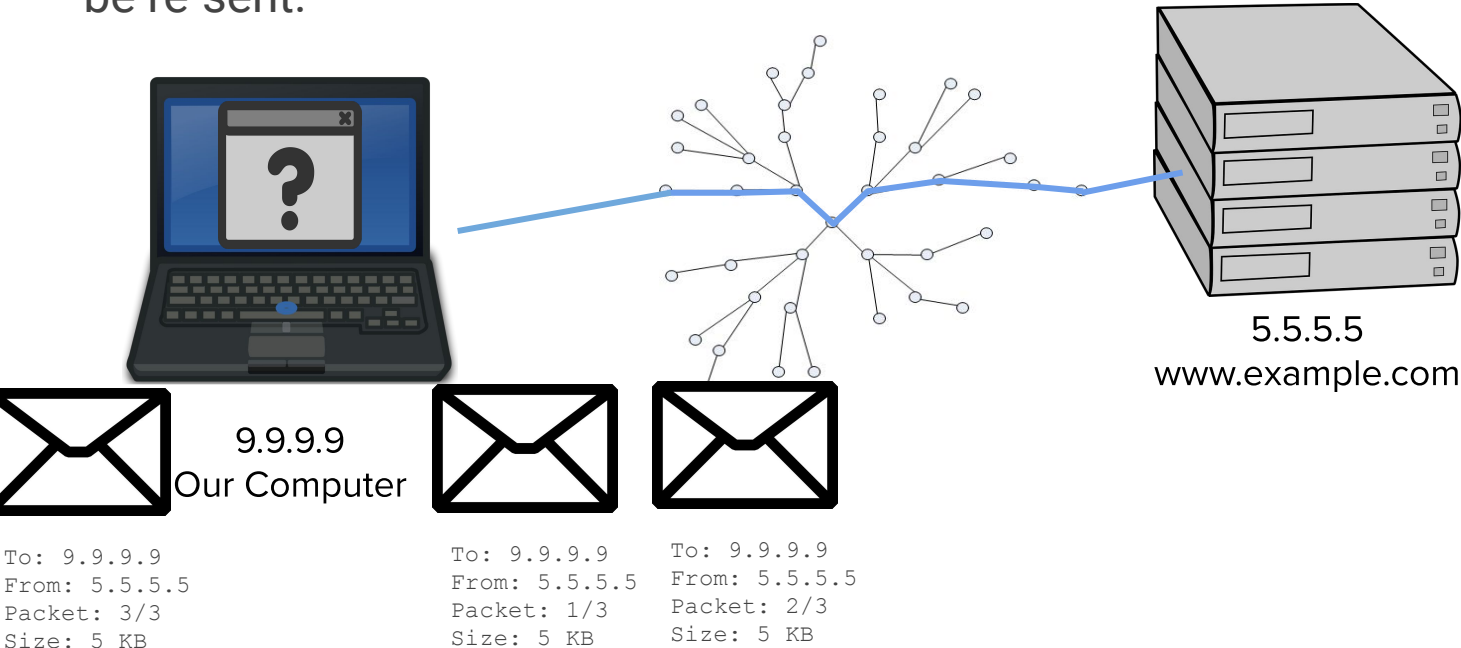 be re-sent.
5.5.5.5
www.example.com
9.9.9.9
Our Computer
To: 9.9.9.9
From: 5.5.5.5
Packet: 3/3
Size: 5 KB
To: 9.9.9.9
From: 5.5.5.5
Packet: 1/3
Size: 5 KB
To: 9.9.9.9
From: 5.5.5.5
Packet: 2/3
Size: 5 KB
?